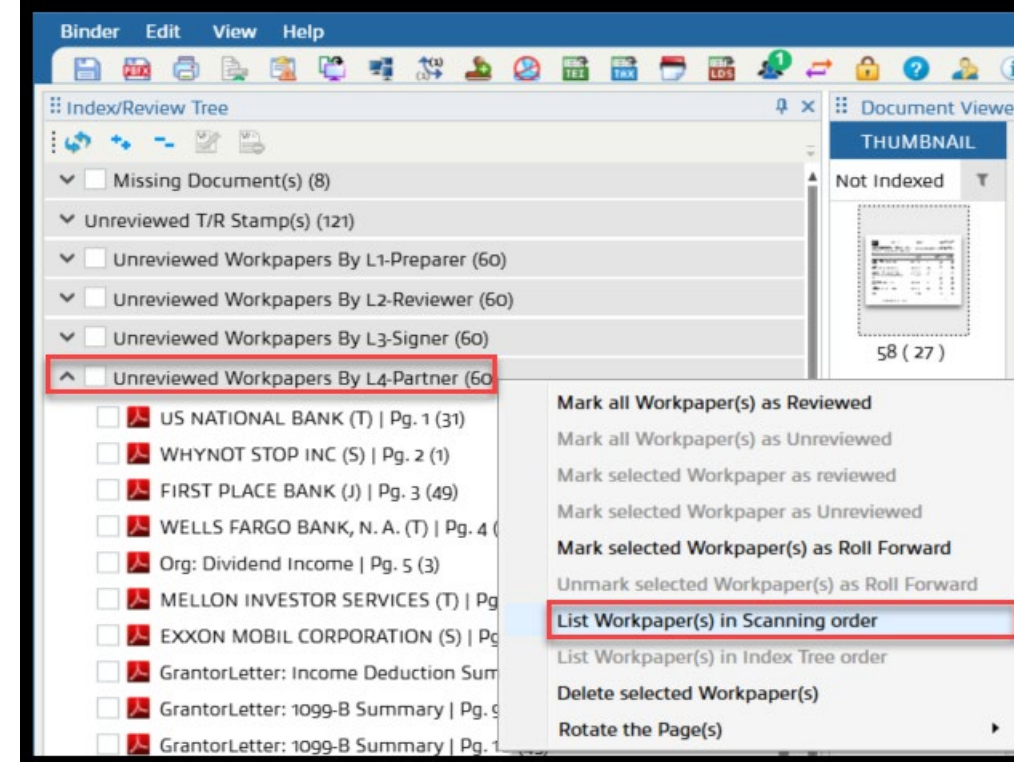 Binder Edit View Help
PBFX TEI TAX LDS 1
Index/Review Tree
Document Viewe
THUMBNAIL
Missing Document(s) (8)
Not Indexed
Unreviewed T/R Stamp(s) (121)
Unreviewed Workpapers By L1-Preparer (60)
Unreviewed Workpapers By L2-Reviewer (60)
Unreviewed Workpapers By L3-Signer (60)
58 ( 27 )
Unreviewed Workpapers By L4-Partner (60
US NATIONAL BANK (T) | Pg. 1 (31)
WHYNOT STOP INC (S) | Pg. 2 (1)
FIRST PLACE BANK (J) | Pg. 3 (49)
WELLS FARGO BANK, N. A. (T) | Pg. 4 (
Org: Dividend Income | Pg. 5 (3)
MELLON INVESTOR SERVICES (T) | Pg
EXXON MOBIL CORPORATION (S) | Pg
GrantorLetter: Income Deduction Sum
GrantorLetter: 1099-B Summary | Pg. 9
GrantorLetter: 1099-B Summary | Pg. 1
Mark all Workpaper(s) as Reviewed
Mark all Workpaper(s) as Unreviewed
Mark selected Workpaper as reviewed
Mark selected Workpaper as Unreviewed
Mark selected Workpaper(s) as Roll Forward
Unmark selected Workpaper(s) as Roll Forward
List Workpaper(s) in Scanning order
List Workpaper(s) in Index Tree order
Delete selected Workpaper(s)
Rotate the Page(s)